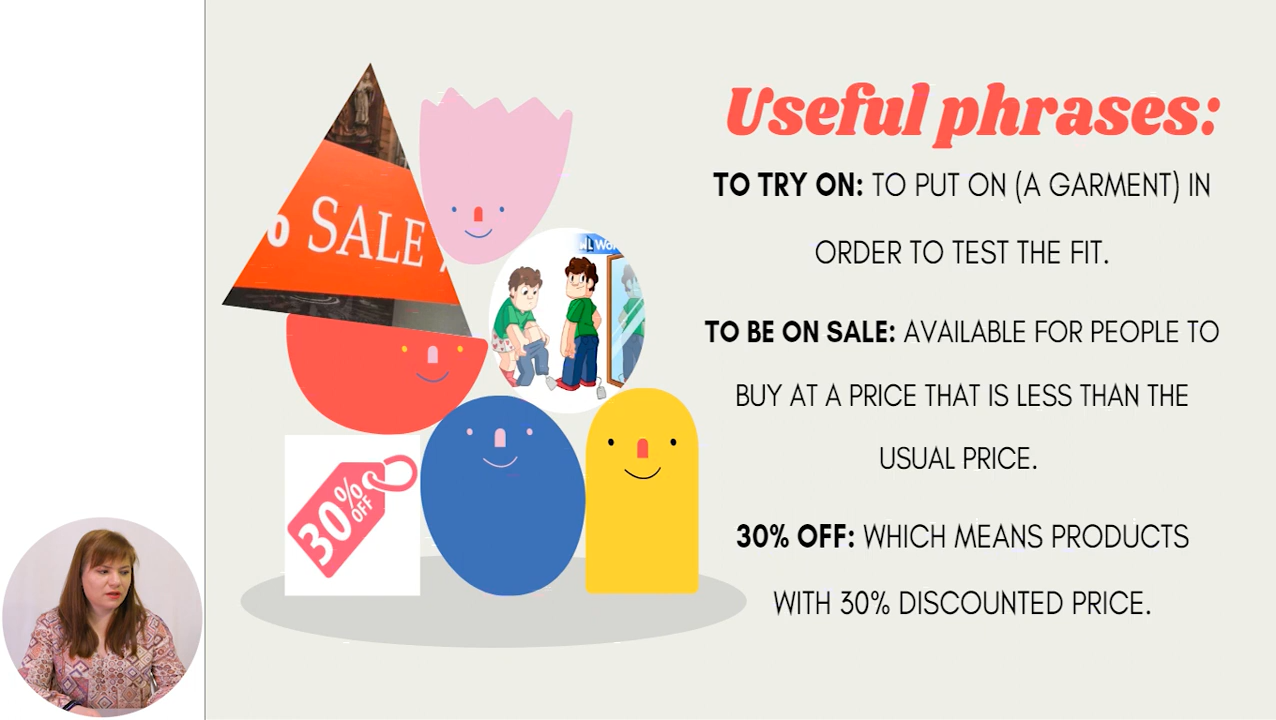 Useful phrases:
TO TRY ON: TO PUT ON (A GARMENT) IN
ORDER TO TEST THE FIT.
TO BE ON SALE: AVAILABLE FOR PEOPLE TO
BUY AT A PRICE THAT IS LESS THAN THE
USUAL PRICE.
30% OFF: WHICH MEANS PRODUCTS
WITH 30% DISCOUNTED PRICE.
% SALE
30%
OFF